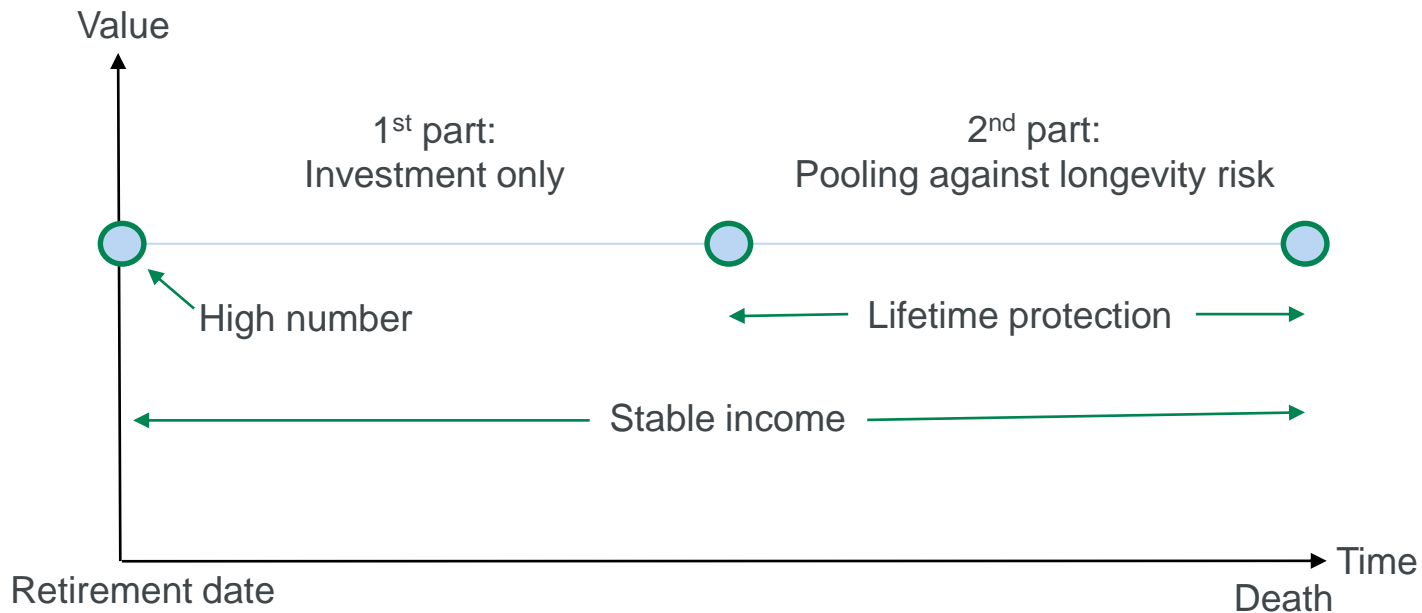 Value
1st part:
Investment only
2nd part:
Pooling against longevity risk
High number
Lifetime protection
Stable income
Time
Retirement date
Death